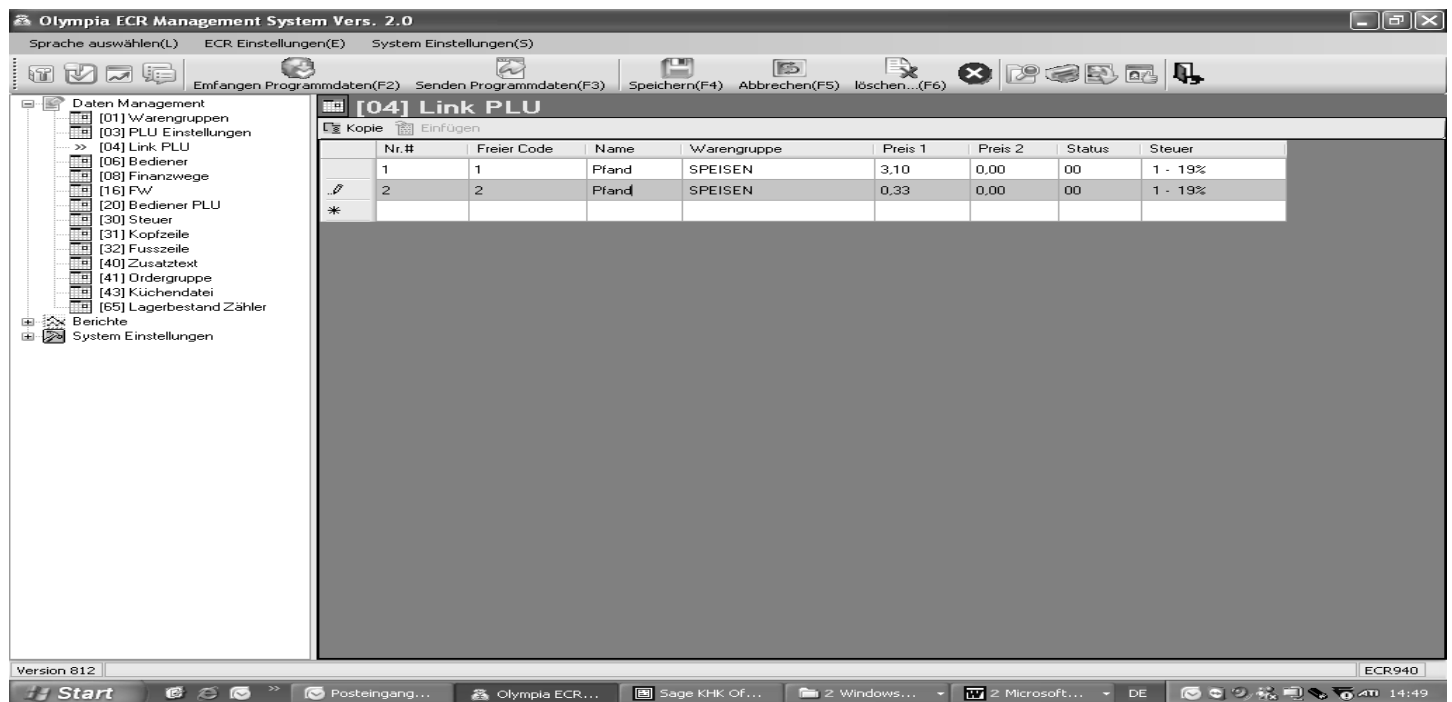 Olympia ECR Management System Vers. 2.0
Sprache auswählen(L) ECR Einstellungen(E) System Einstellungen(S)
Emfangen Programmdaten(F2) Senden Programmdaten(F3) Speichern(F4) Abbrechen(F5) löschen...(F6)
Daten Management
[01] Warengruppen
[03] PLU Einstellungen
>> [04] Link PLU
[06] Bediener
[08] Finanzwege
[16] FW
[20] Bediener PLU
[30] Steuer
[31] Kopfzeile
[32] Fusszeile
[40] Zusatztext
[41] Ordergruppe
[43] Küchendatei
[65] Lagerbestand Zähler
Berichte
System Einstellungen
[04] Link PLU
Kopie Einfügen
Nr.# Freier Code Name Warengruppe Preis 1 Preis 2 Status Steuer
1 1 Pfand SPEISEN 3,10 0,00 00 1 - 19%
2 2 Pfand SPEISEN 0,33 0,00 00 1 - 19%
Version 812 ECR940
Start Posteingang... Olympia ECR... Sage KHK Of... 2 Windows... 2 Microsoft... DE ATI 14:49